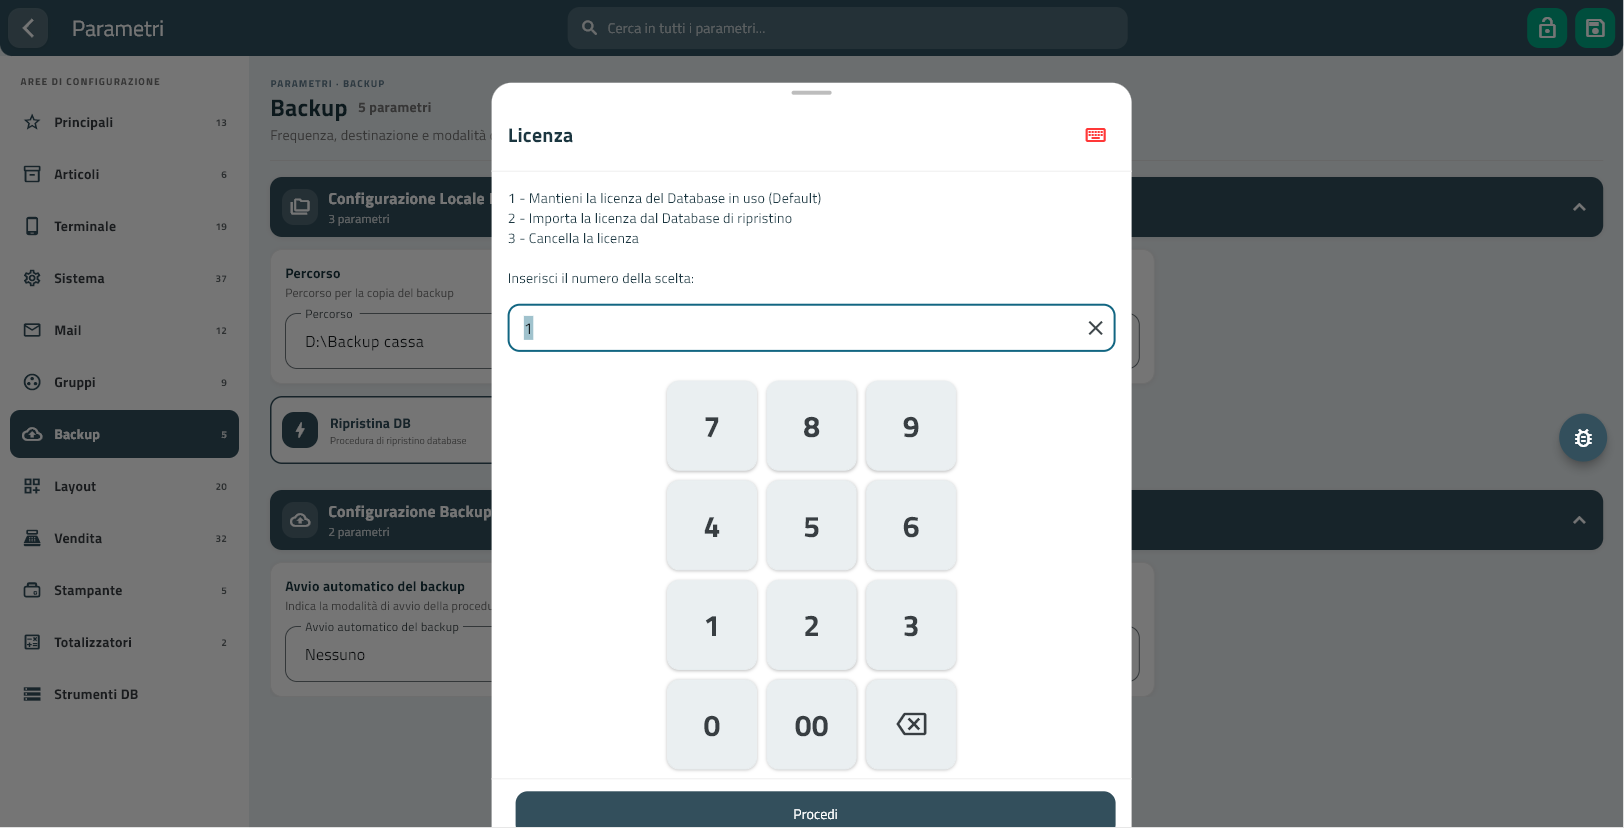 Parametri
Cerca in tutti i parametri...
AREE DI CONFIGURAZIONE
Principali 13
Articoli 6
Terminale 19
Sistema 37
Mail 12
Gruppi 9
Backup 5
Layout 20
Vendita 32
Stampante 5
Totalizzatori 2
Strumenti DB
PARAMETRI - BACKUP
Backup 5 parametri
Frequenza, destinazione e modalità
Configurazione Locale
3 parametri
Percorso
Percorso per la copia del backup
Percorso
D:\Backup cassa
Ripristina DB
Procedura di ripristino database
Configurazione Backup
2 parametri
Avvio automatico del backup
Indica la modalità di avvio della procedu
Avvio automatico del backup
Nessuno
Licenza
1 - Mantieni la licenza del Database in uso (Default)
2 - Importa la licenza dal Database di ripristino
3 - Cancella la licenza
Inserisci il numero della scelta:
1
7 8 9
4 5 6
1 2 3
0 00
Procedi